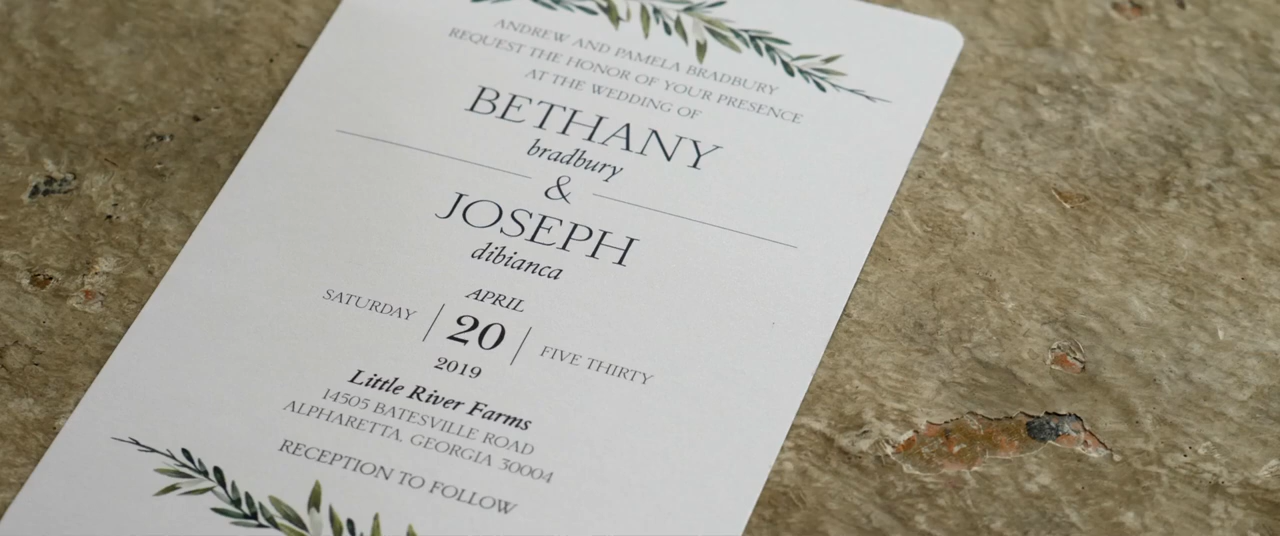 ANDREW AND PAMELA BRADBURY
REQUEST THE HONOR OF YOUR PRESENCE
AT THE WEDDING OF
BETHANY
bradbury
&
JOSEPH
dibianca
APRIL
SATURDAY | 20 | FIVE THIRTY
2019
Little River Farms
14505 BATESVILLE ROAD
ALPHARETTA, GEORGIA 30004
RECEPTION TO FOLLOW